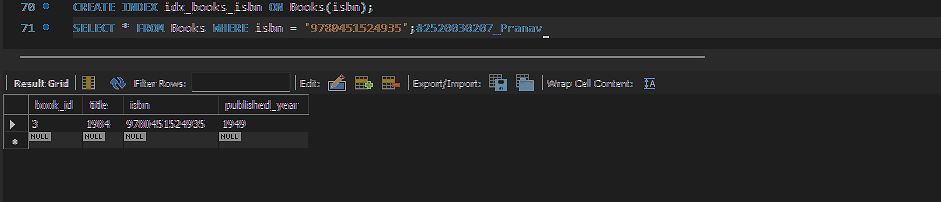 70 CREATE INDEX idx_books_isbn ON Books(isbn);
71 SELECT * FROM Books WHERE isbn = "9780451524935";#2520030207_Pranav
Result Grid Filter Rows: Edit: Export/Import: Wrap Cell Content: IA
book_id title isbn published_year
3 1984 9780451524935 1949
NULL NULL NULL NULL